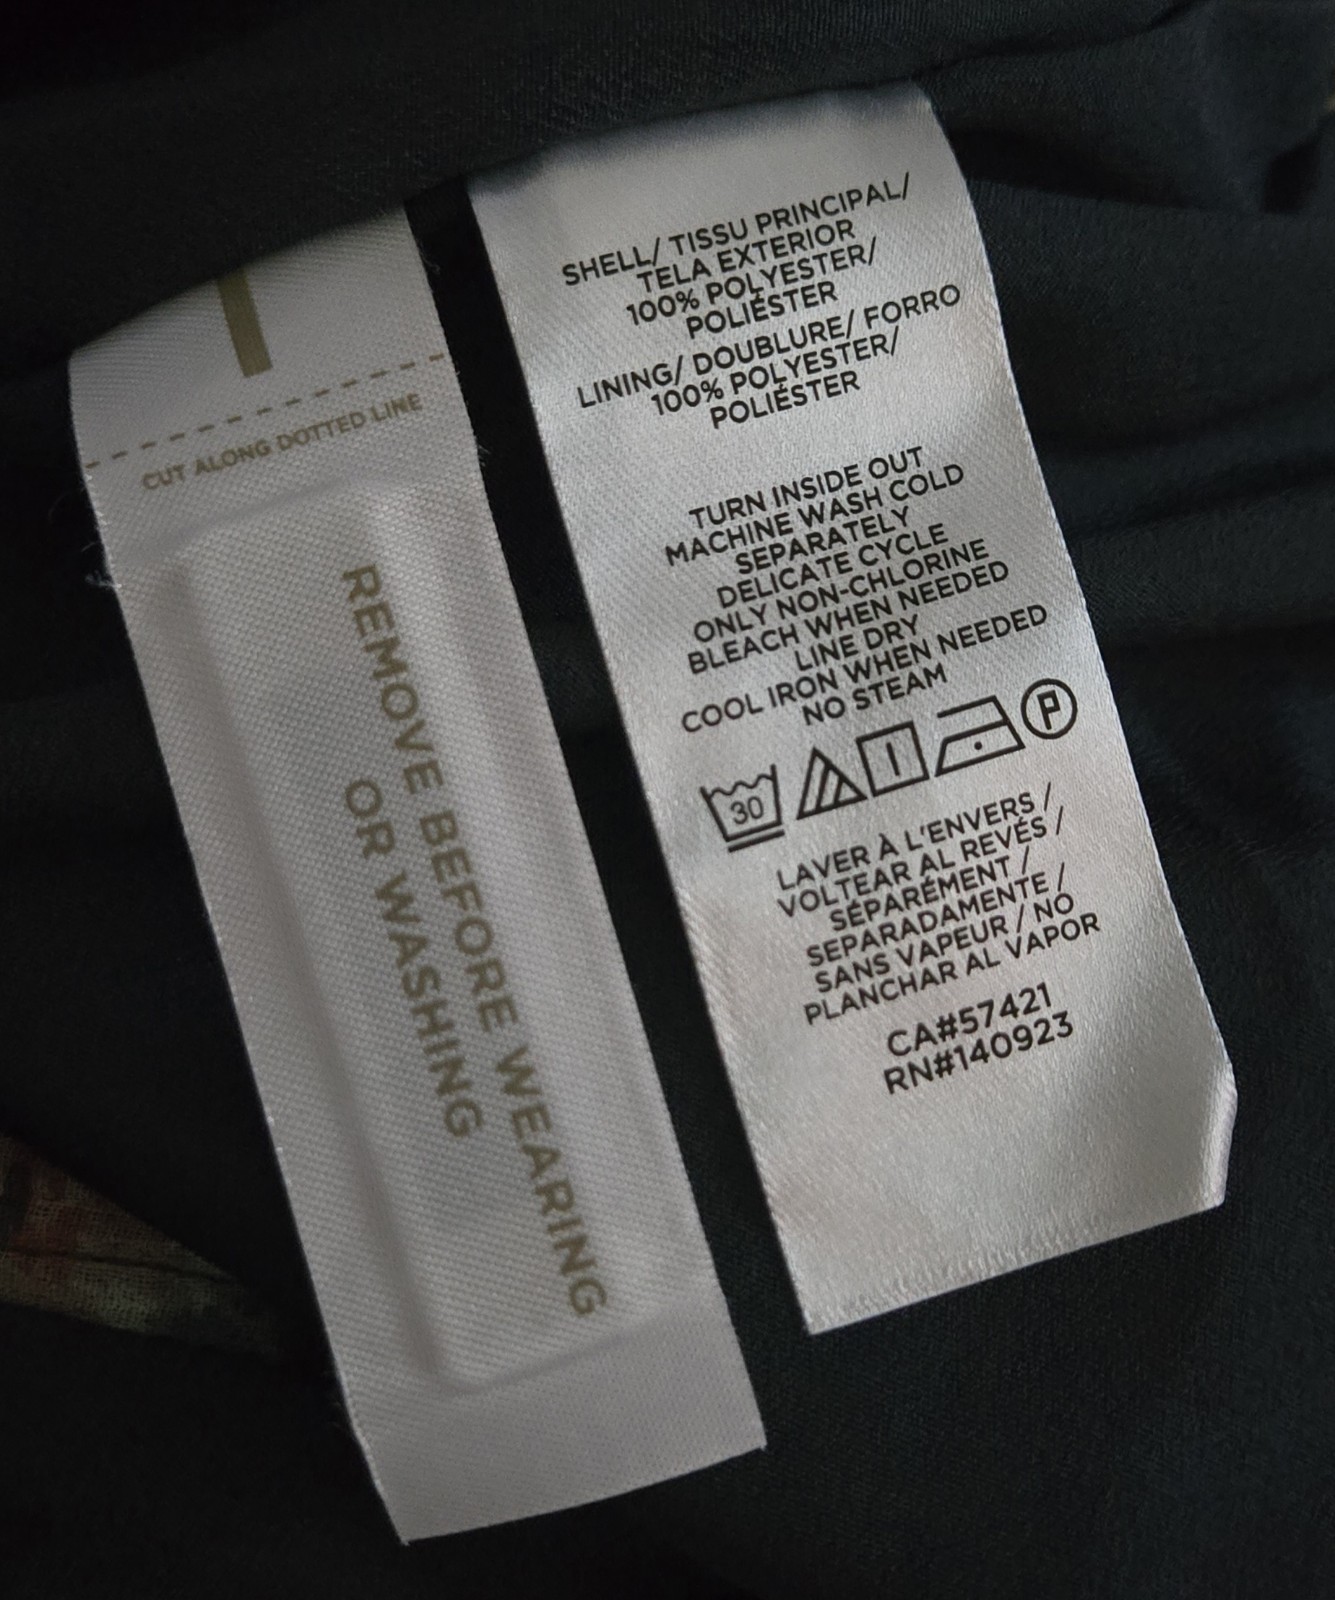 CUT ALONG DOTTED LINE
REMOVE BEFORE WEARING
OR WASHING
SHELL/ TISSU PRINCIPAL/
TELA EXTERIOR
100% POLYESTER/
POLIÉSTER
LINING/ DOUBLURE/ FORRO
100% POLYESTER/
POLIÉSTER
TURN INSIDE OUT
MACHINE WASH COLD
SEPARATELY
DELICATE CYCLE
ONLY NON-CHLORINE
BLEACH WHEN NEEDED
LINE DRY
COOL IRON WHEN NEEDED
NO STEAM
30 P
LAVER À L'ENVERS /
VOLTEAR AL REVÉS /
SÉPARÉMENT /
SEPARADAMENTE /
SANS VAPEUR / NO
PLANCHAR AL VAPOR
CA#57421
RN#140923